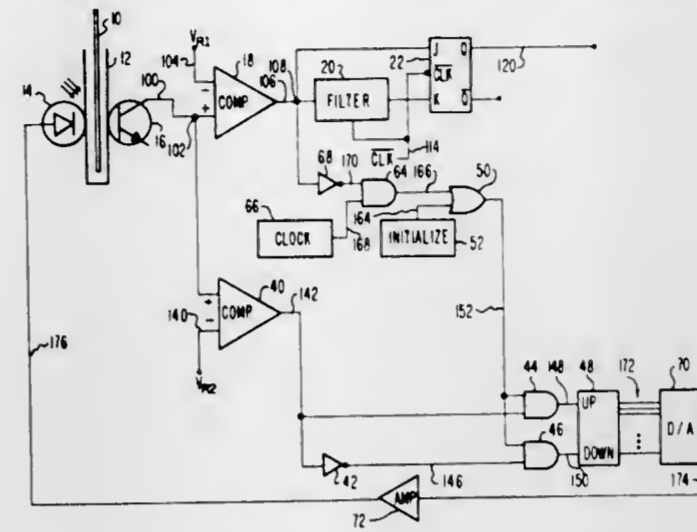 10
12
14
16
100
102
V_R1
104
18
COMP
-
+
108
106
20
FILTER
22
J
Q
CLK
K
Q
120
CLK
114
68
170
64
166
50
66
CLOCK
168
164
INITIALIZE
52
40
COMP
+
-
142
140
V_R2
152
176
44
148
48
172
70
UP
D/A
46
DOWN
150
174
42
146
AMP
72